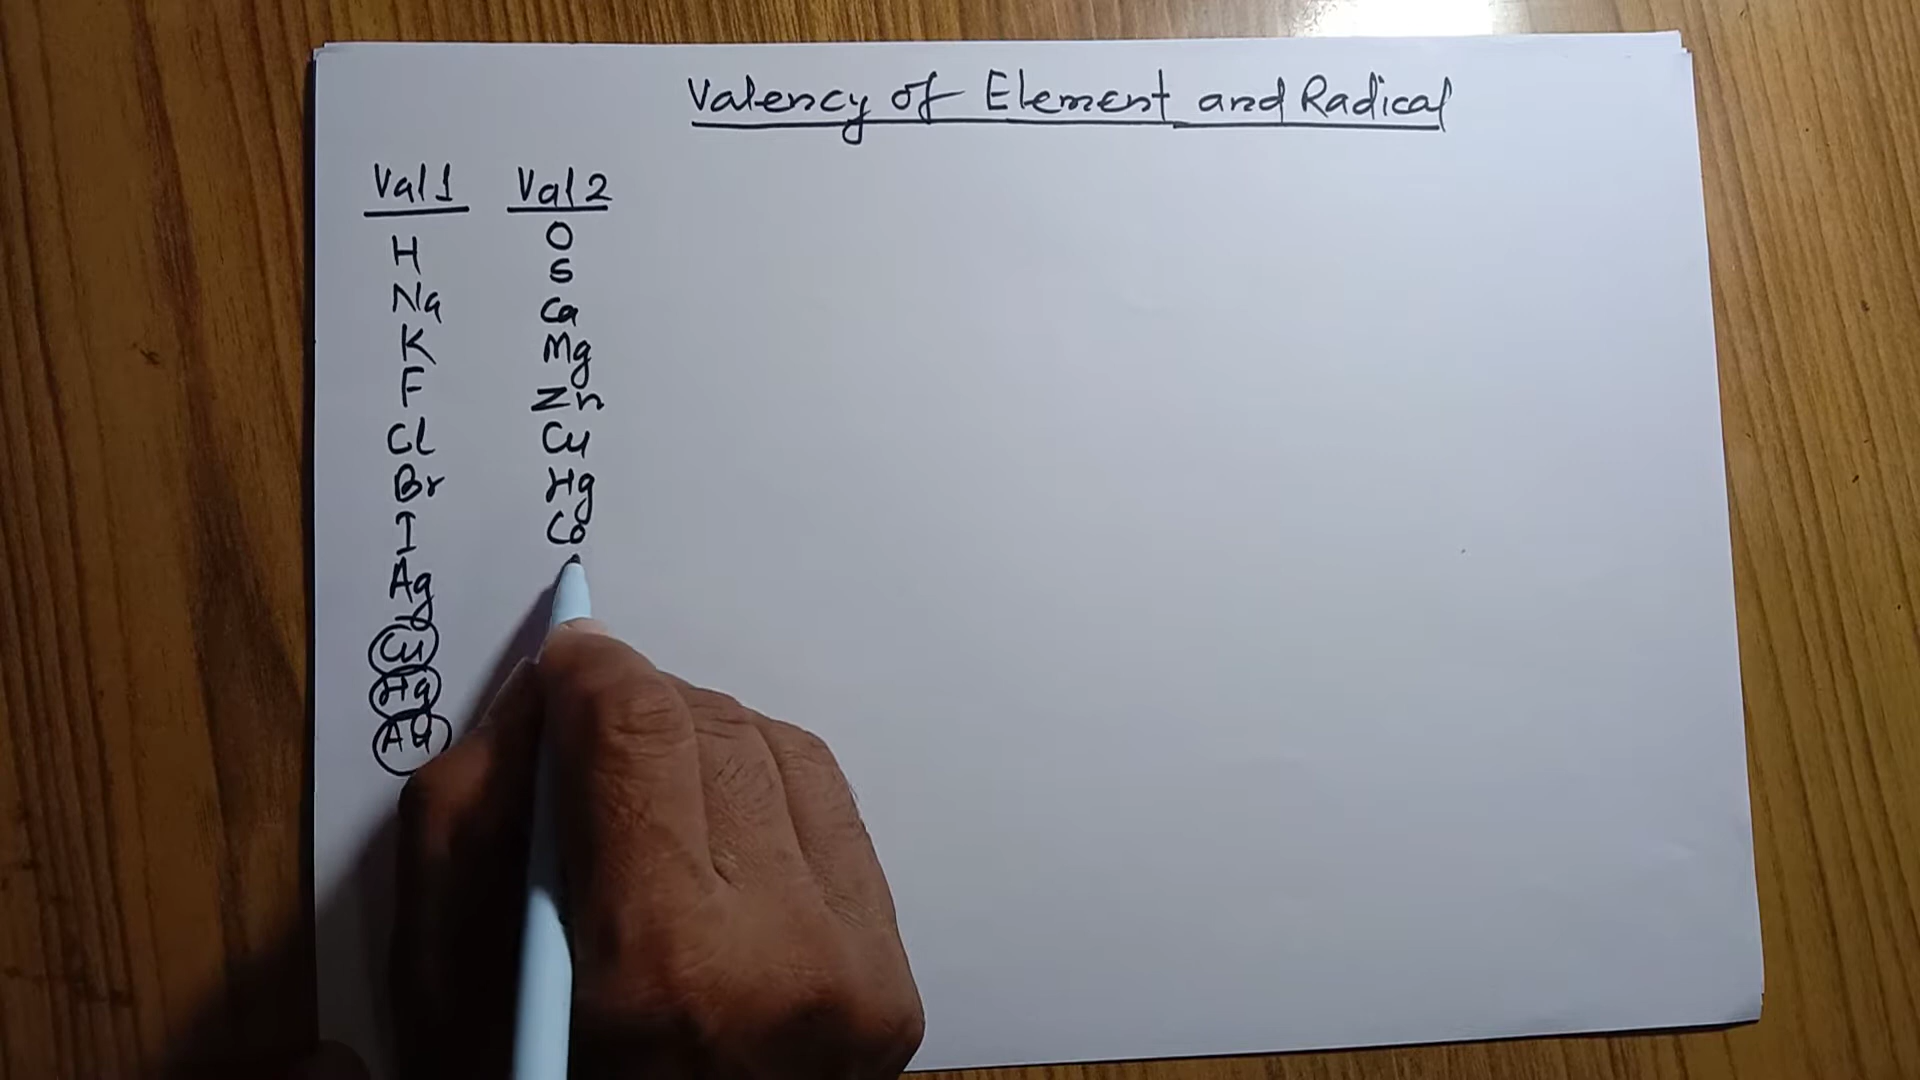 Valency of Element and Radical
Val 1
H
Na
K
F
Cl
Br
I
Ag
Cu
Hg
Au
Val 2
O
S
Ca
Mg
Zn
Cu
Hg
Co